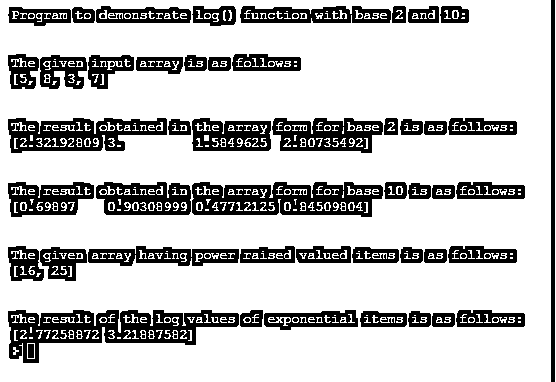 Program to demonstrate log() function with base 2 and 10:
The given input array is as follows:
[5, 8, 3, 7]
The result obtained in the array form for base 2 is as follows:
[2.32192809 3.         1.5849625  2.80735492]
The result obtained in the array form for base 10 is as follows:
[0.69897    0.90308999 0.47712125 0.84509804]
The given array having power raised valued items is as follows:
[16, 25]
The result of the log values of exponential items is as follows:
[2.77258872 3.21887582]